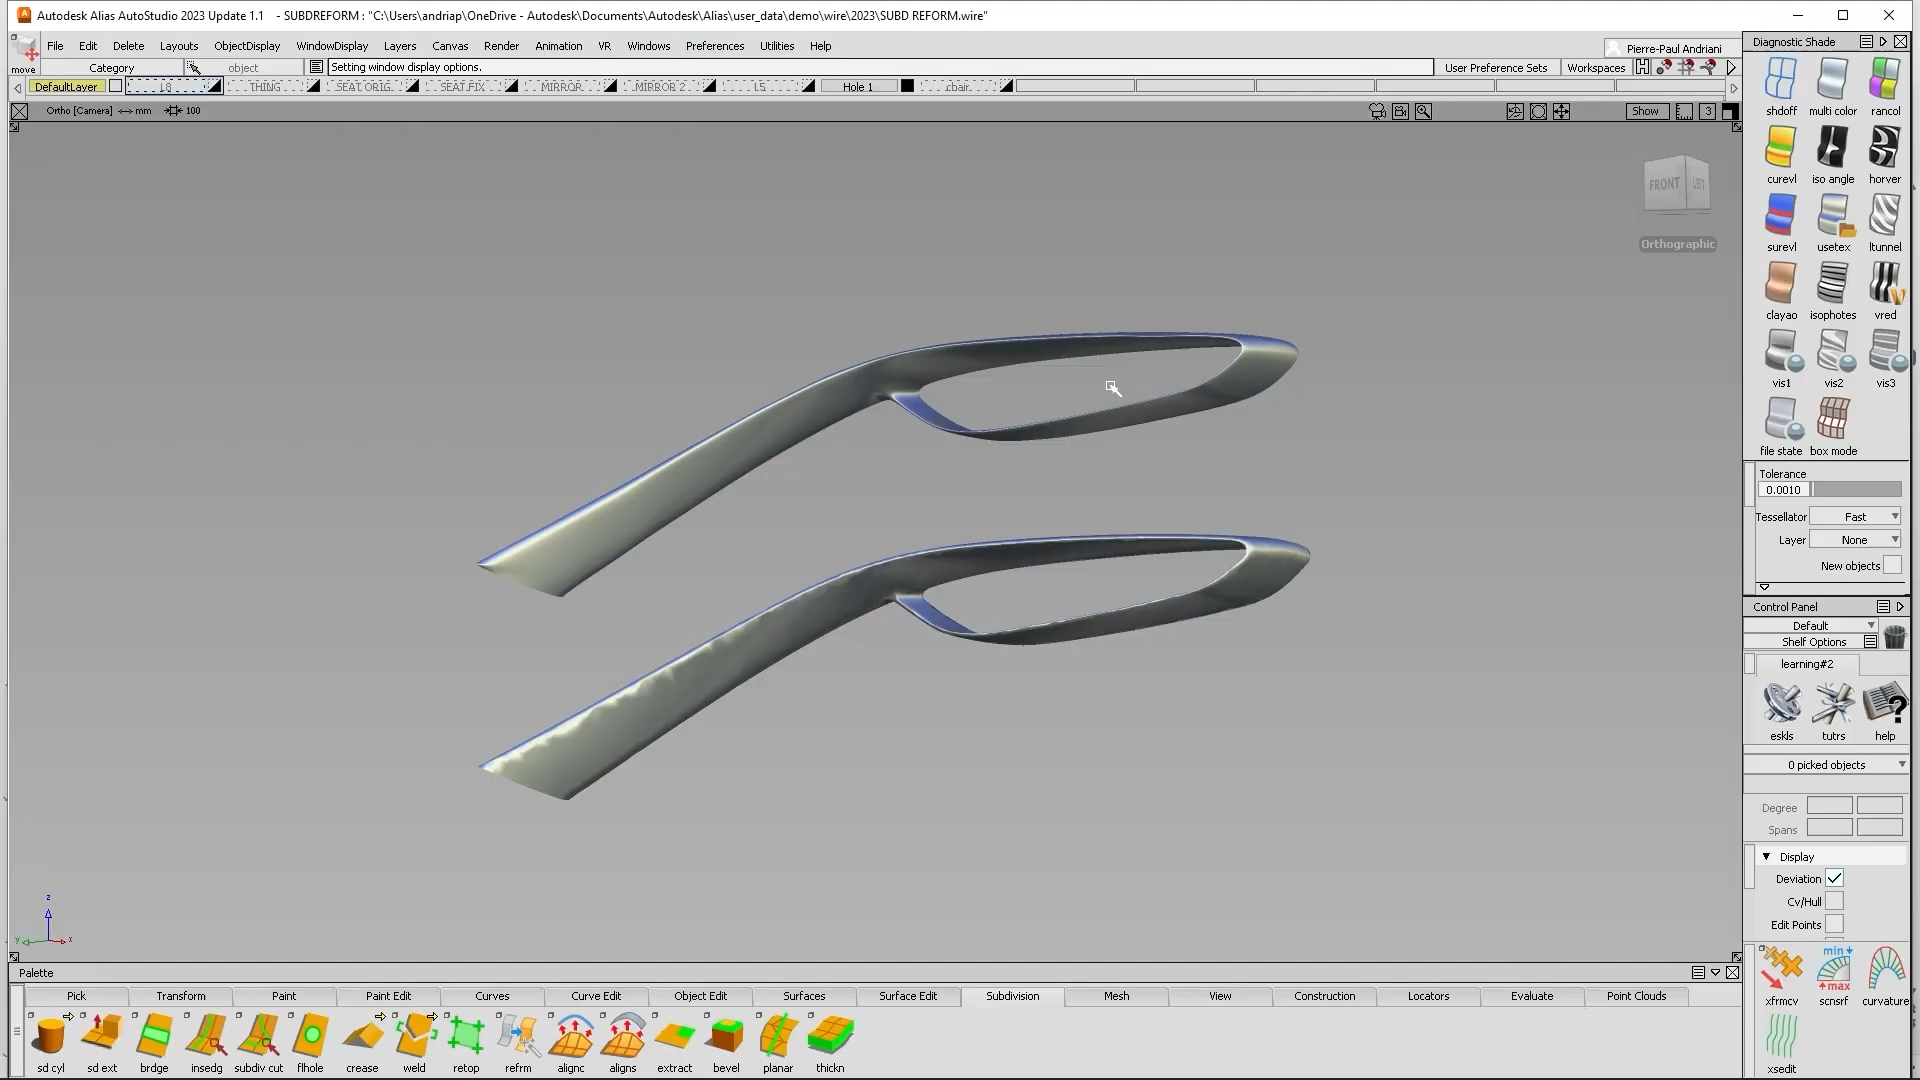 Autodesk Alias AutoStudio 2023 Update 1.1 - SUBDREFORM : "C:\Users\andriap\OneDrive - Autodesk\Documents\Autodesk\Alias\user_data\demo\wire\2023\SUBD REFORM.wire"
File Edit Delete Layouts ObjectDisplay WindowDisplay Layers Canvas Render Animation VR Windows Preferences Utilities Help
Pierre-Paul Andriani
move
Category object Setting window display options. User Preference Sets Workspaces
DefaultLayer L8 THING SEAT ORIG. SEAT FIX MIRROR MIRROR 2 L5 Hole 1 chair
Ortho [Camera] mm 100 Show 3
FRONT LEFT
Orthographic
Diagnostic Shade
shdoff multi color rancol
curevl iso angle horver
surevl usetex ltunnel
clayao isophotes vred
vis1 vis2 vis3
file state box mode
Tolerance
0.0010
Tessellator Fast
Layer None
New objects
Control Panel
Default
Shelf Options
learning#2
eskls tutrs help
0 picked objects
Degree
Spans
Display
Deviation
Cv/Hull
Edit Points
min
max
xfrmcv scnsrf curvature
xsedit
z
y x
Palette
Pick Transform Paint Paint Edit Curves Curve Edit Object Edit Surfaces Surface Edit Subdivision Mesh View Construction Locators Evaluate Point Clouds
sd cyl sd ext brdge insedg subdiv cut flhole crease weld retop refrm alignc aligns extract bevel planar thickn